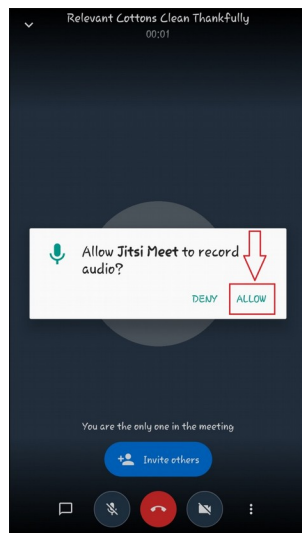 Relevant Cottons Clean Thankfully
00:01
Allow Jitsi Meet to record
audio?
DENY ALLOW
You are the only one in the meeting
Invite others